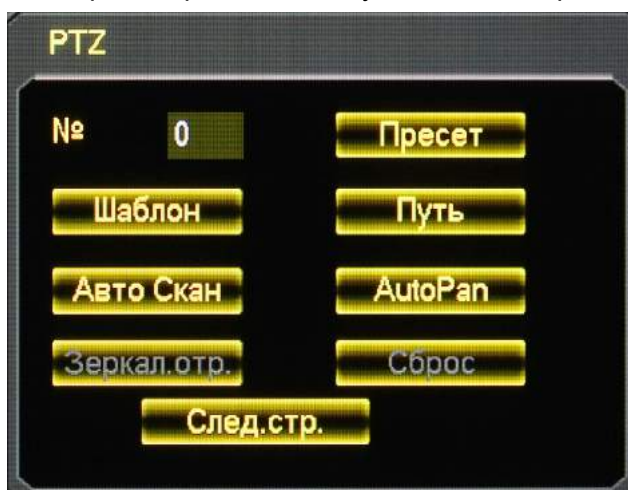 PTZ
№ 0 Пресет
Шаблон Путь
Авто Скан AutoPan
Зеркал.отр. Сброс
След.стр.